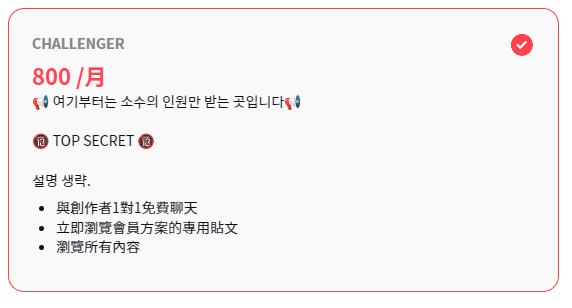 CHALLENGER
800 /月
📢 여기부터는 소수의 인원만 받는 곳입니다📢
🔞 TOP SECRET 🔞
설명 생략.
• 與創作者1對1免費聊天
• 立即瀏覽會員方案的專用貼文
• 瀏覽所有內容